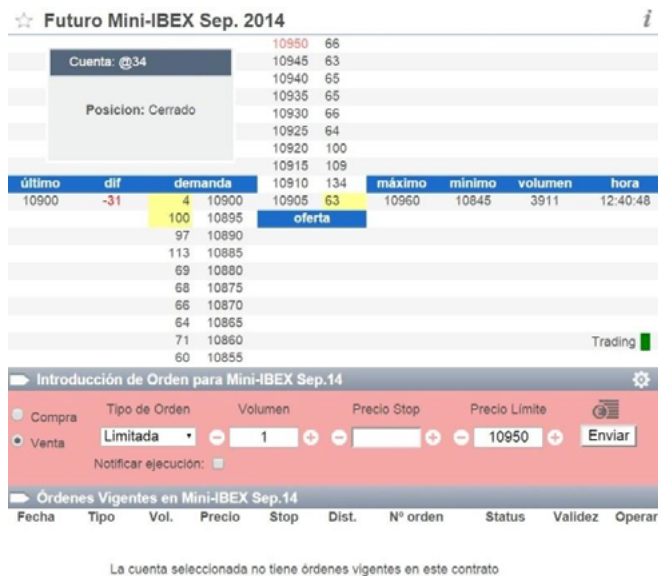 Futuro Mini-IBEX Sep. 2014
i
10950 66
Cuenta: @34
10945 63
10940 65
10935 65
Posicion: Cerrado
10930 66
10925 64
10920 100
10915 109
último dif demanda 10910 134 máximo mínimo volumen hora
10900 -31 4 10900 10905 63 10960 10845 3911 12:40:48
100 10895 oferta
97 10890
113 10885
69 10880
68 10875
66 10870
64 10865
71 10860 Trading
60 10855
Introducción de Orden para Mini-IBEX Sep.14
Compra Tipo de Orden Volumen Precio Stop Precio Límite
Venta Limitada 1 10950 Enviar
Notificar ejecución:
Órdenes Vigentes en Mini-IBEX Sep.14
Fecha Tipo Vol. Precio Stop Dist. Nº orden Status Validez Operar
La cuenta seleccionada no tiene órdenes vigentes en este contrato